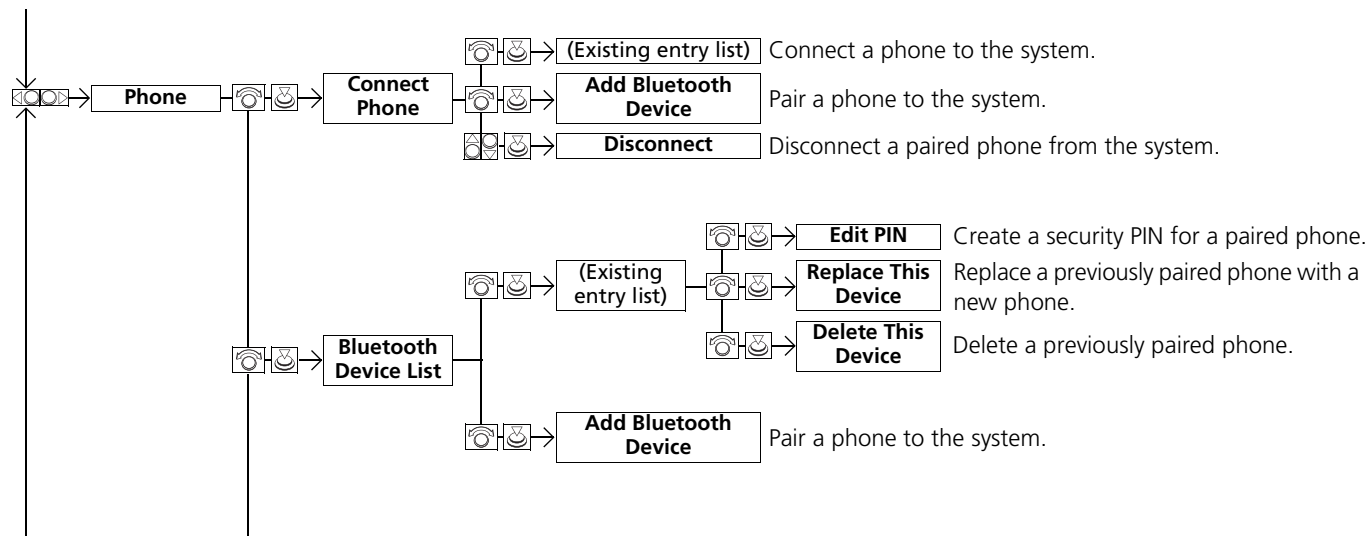 (Existing entry list) Connect a phone to the system.
Phone
Connect
Phone
Add Bluetooth
Device
Pair a phone to the system.
Disconnect Disconnect a paired phone from the system.
Edit PIN Create a security PIN for a paired phone.
(Existing
entry list)
Replace This
Device
Replace a previously paired phone with a
new phone.
Delete This
Device
Delete a previously paired phone.
Bluetooth
Device List
Add Bluetooth
Device
Pair a phone to the system.